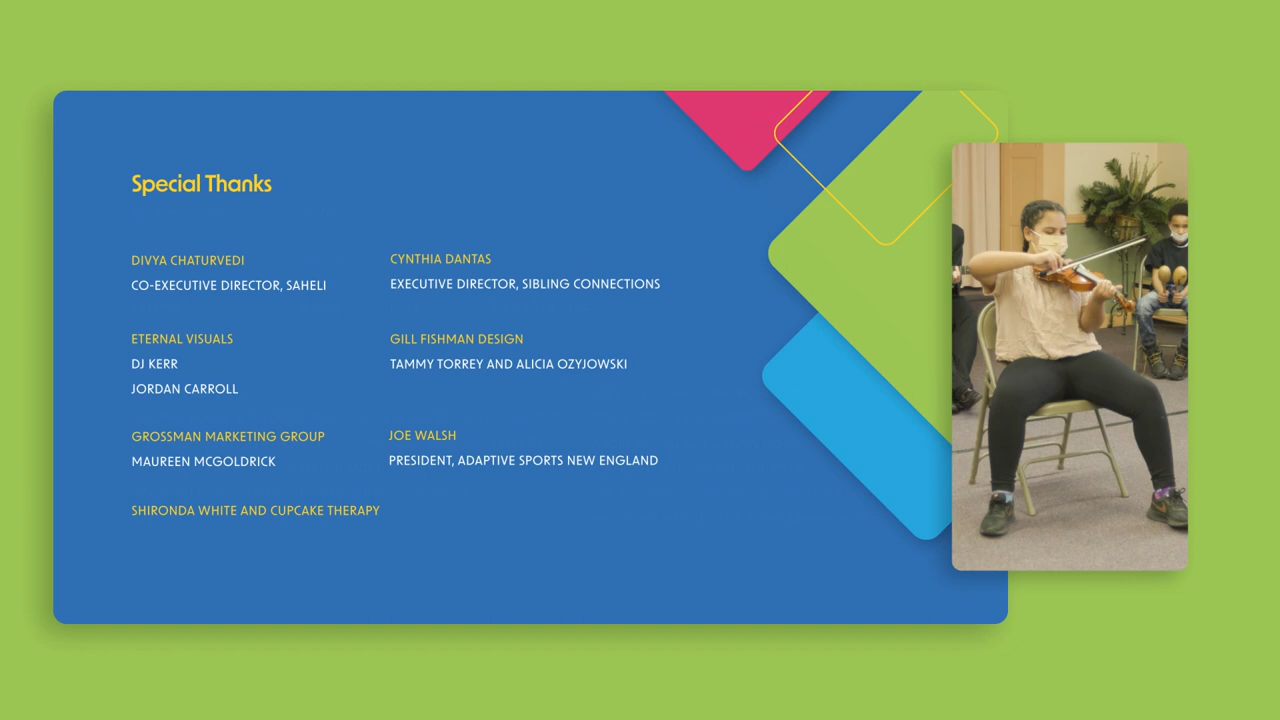 Special Thanks
DIVYA CHATURVEDI
CO-EXECUTIVE DIRECTOR, SAHELI
CYNTHIA DANTAS
EXECUTIVE DIRECTOR, SIBLING CONNECTIONS
ETERNAL VISUALS
DJ KERR
JORDAN CARROLL
GILL FISHMAN DESIGN
TAMMY TORREY AND ALICIA OZYJOWSKI
GROSSMAN MARKETING GROUP
MAUREEN MCGOLDRICK
JOE WALSH
PRESIDENT, ADAPTIVE SPORTS NEW ENGLAND
SHIRONDA WHITE AND CUPCAKE THERAPY